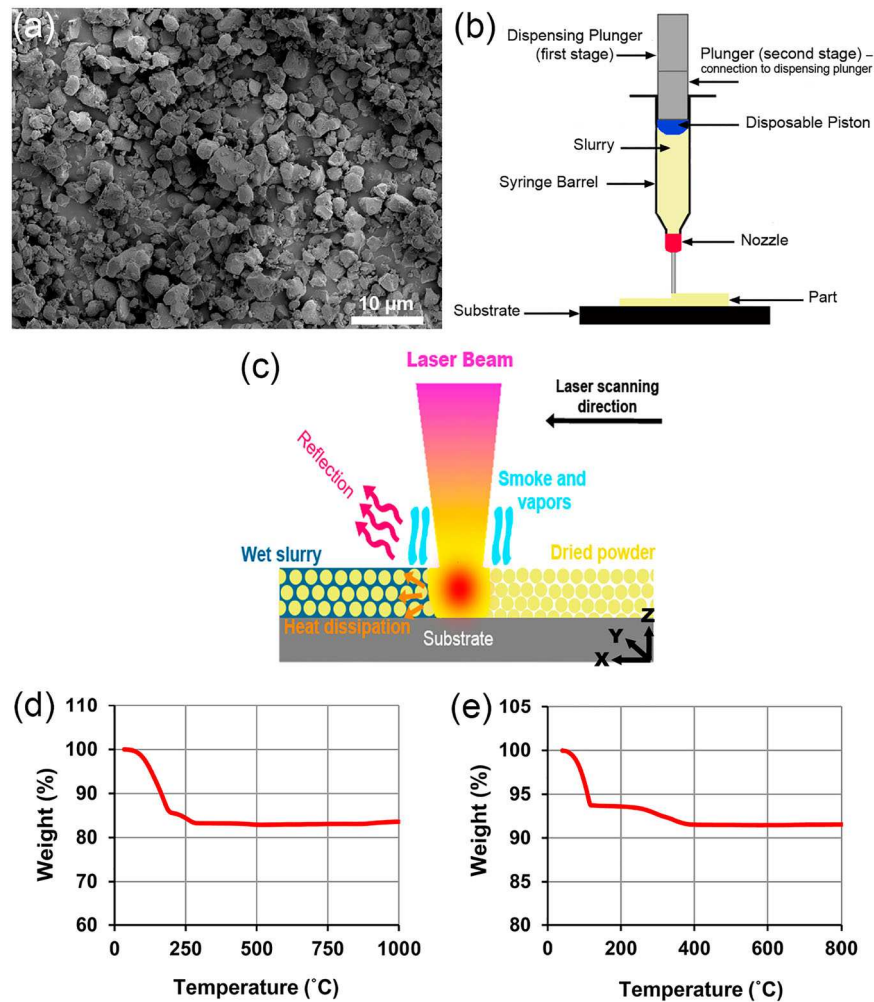 (a)
10 µm
(b)
Dispensing Plunger
(first stage)
Plunger (second stage) –
connection to dispensing plunger
Disposable Piston
Slurry
Syringe Barrel
Nozzle
Substrate
Part
(c)
Laser Beam
Laser scanning
direction
Reflection
Smoke and
vapors
Wet slurry
Dried powder
Heat dissipation
Substrate
Z
Y
X
(d)
110
100
90
80
70
60
Weight (%)
0 250 500 750 1000
Temperature (˚C)
(e)
105
100
95
90
85
80
Weight (%)
0 200 400 600 800
Temperature (˚C)